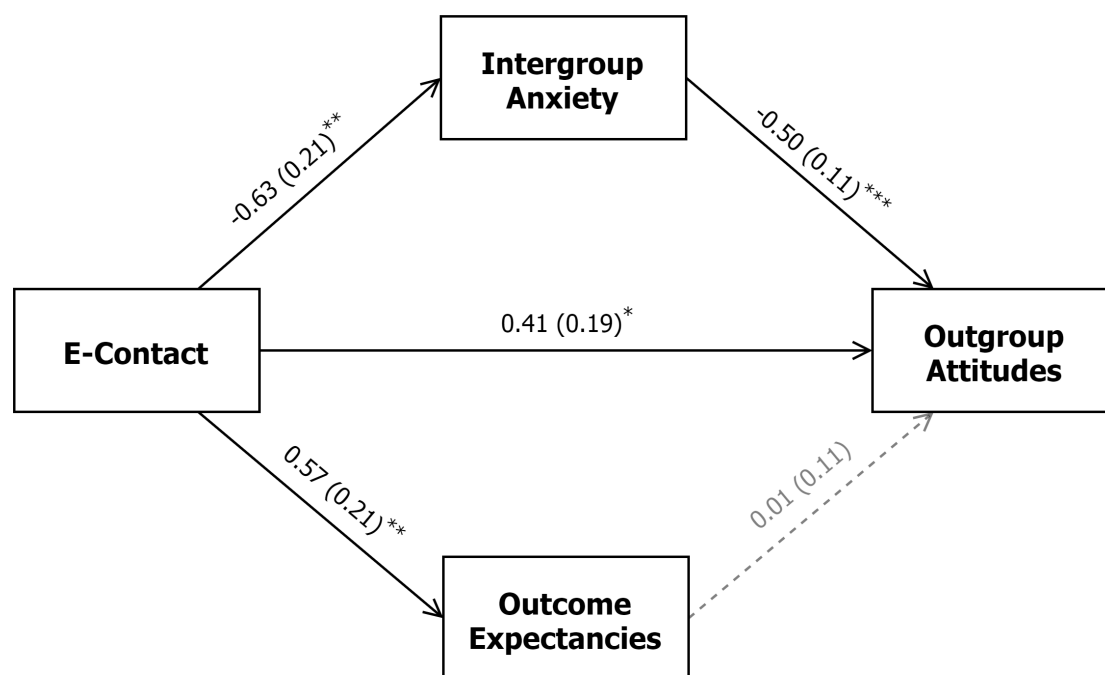 Intergroup
Anxiety
-0.63 (0.21)**
-0.50 (0.11)***
E-Contact
0.41 (0.19)*
Outgroup
Attitudes
0.57 (0.21)**
0.01 (0.11)
Outcome
Expectancies